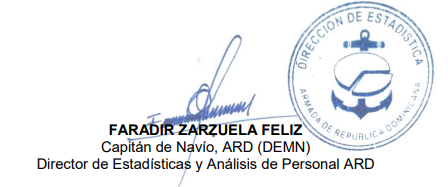 DIRECCION DE ESTADISTICA
ARMADA DE REPUBLICA DOMINICANA
FARADIR ZARZUELA FELIZ
Capitán de Navío, ARD (DEMN)
Director de Estadísticas y Análisis de Personal ARD